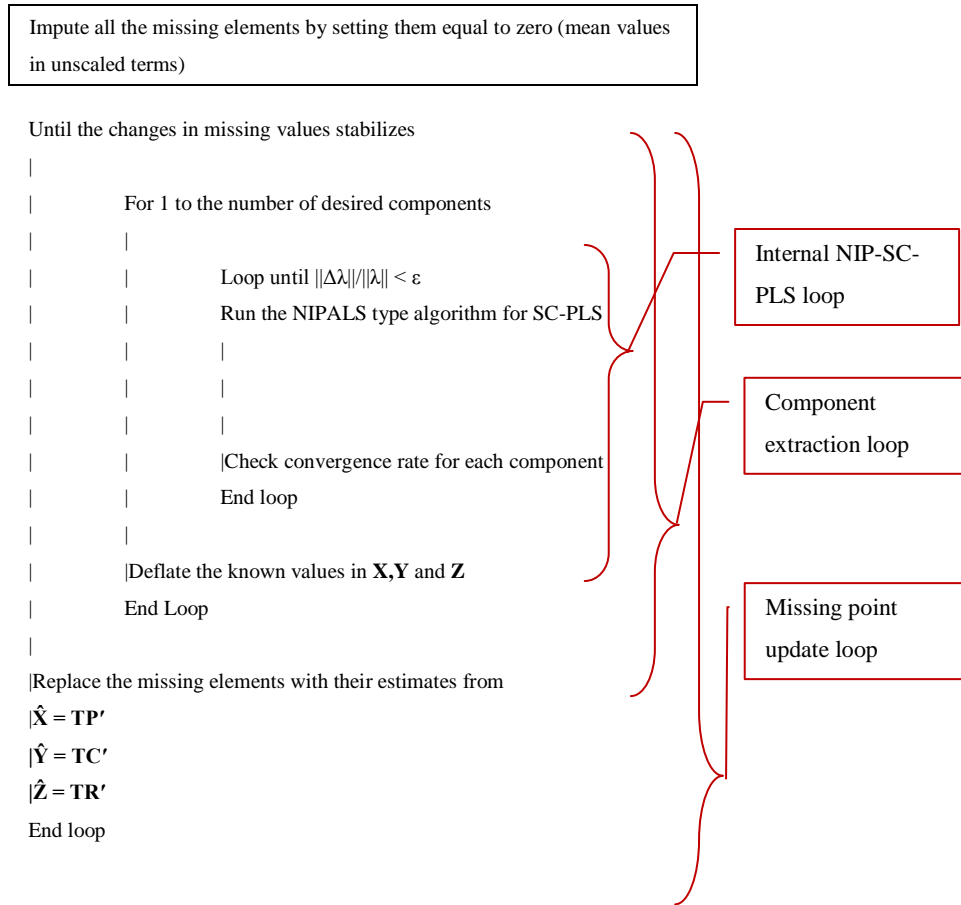 Impute all the missing elements by setting them equal to zero (mean values
in unscaled terms)
Until the changes in missing values stabilizes
|
| For 1 to the number of desired components
| |
| | Loop until ||Δλ||/||λ|| < ε
| | Run the NIPALS type algorithm for SC-PLS
| | |
| | |
| | |
| | |Check convergence rate for each component
| | End loop
| |
| |Deflate the known values in X,Y and Z
| End Loop
|
|Replace the missing elements with their estimates from
|X̂ = TP′
|Ŷ = TC′
|Ẑ = TR′
End loop
Internal NIP-SC-
PLS loop
Component
extraction loop
Missing point
update loop